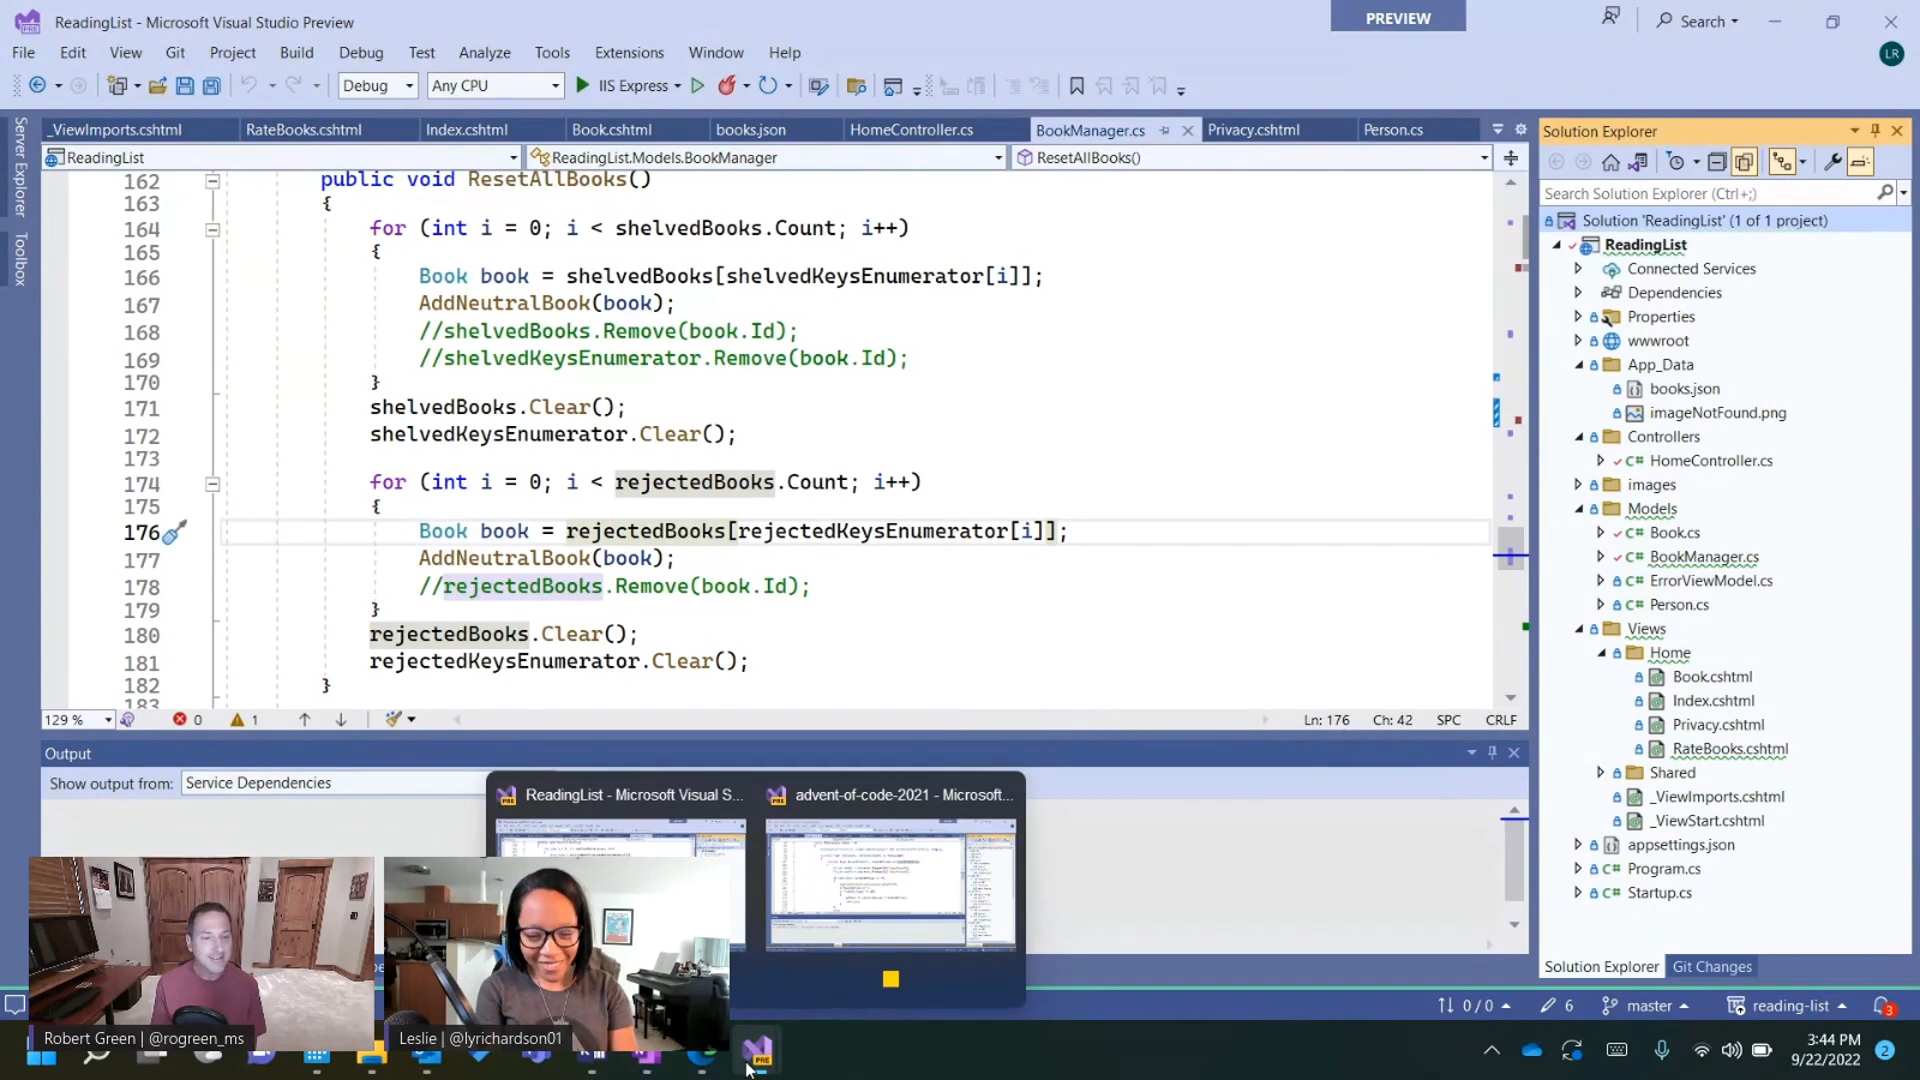 ReadingList - Microsoft Visual Studio Preview
PREVIEW
Search
File Edit View Git Project Build Debug Test Analyze Tools Extensions Window Help
LR
Debug Any CPU IIS Express
Server Explorer
Toolbox
_ViewImports.cshtml RateBooks.cshtml Index.cshtml Book.cshtml books.json HomeController.cs BookManager.cs Privacy.cshtml Person.cs
ReadingList ReadingList.Models.BookManager ResetAllBooks()
162 public void ResetAllBooks()
163 {
164 for (int i = 0; i < shelvedBooks.Count; i++)
165 {
166 Book book = shelvedBooks[shelvedKeysEnumerator[i]];
167 AddNeutralBook(book);
168 //shelvedBooks.Remove(book.Id);
169 //shelvedKeysEnumerator.Remove(book.Id);
170 }
171 shelvedBooks.Clear();
172 shelvedKeysEnumerator.Clear();
173
174 for (int i = 0; i < rejectedBooks.Count; i++)
175 {
176 Book book = rejectedBooks[rejectedKeysEnumerator[i]];
177 AddNeutralBook(book);
178 //rejectedBooks.Remove(book.Id);
179 }
180 rejectedBooks.Clear();
181 rejectedKeysEnumerator.Clear();
182 }
183
129 % 0 1 Ln: 176 Ch: 42 SPC CRLF
Output
Show output from: Service Dependencies
ReadingList - Microsoft Visual S... advent-of-code-2021 - Microsoft...
Robert Green | @rogreen_ms
Leslie | @lyrichardson01
Solution Explorer
Search Solution Explorer (Ctrl+;)
Solution 'ReadingList' (1 of 1 project)
ReadingList
Connected Services
Dependencies
Properties
wwwroot
App_Data
books.json
imageNotFound.png
Controllers
C# HomeController.cs
images
Models
C# Book.cs
C# BookManager.cs
C# ErrorViewModel.cs
C# Person.cs
Views
Home
Book.cshtml
Index.cshtml
Privacy.cshtml
RateBooks.cshtml
Shared
_ViewImports.cshtml
_ViewStart.cshtml
appsettings.json
C# Program.cs
C# Startup.cs
Solution Explorer Git Changes
0 / 0 6 master reading-list 3
PRE
3:44 PM
9/22/2022
2